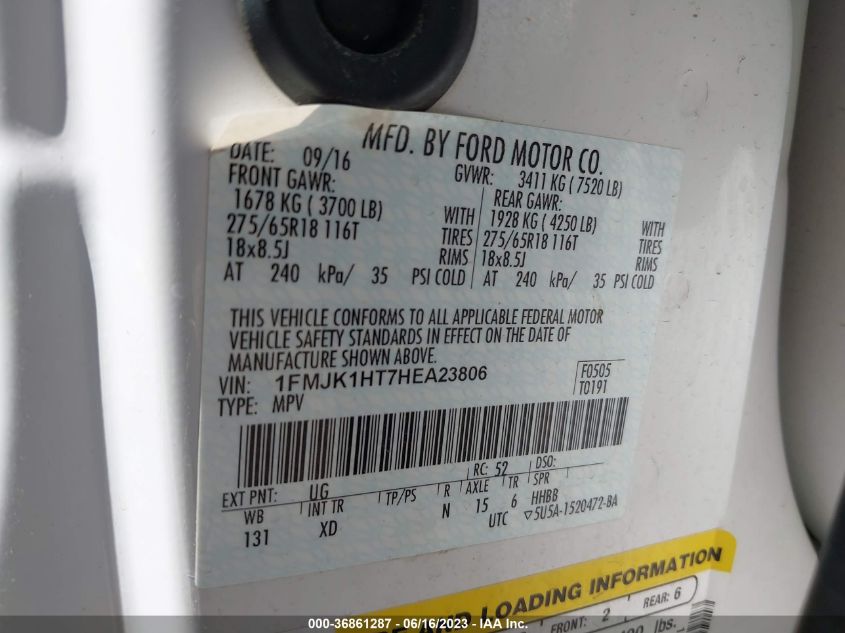 MFD. BY FORD MOTOR CO.
DATE: 09/16 GVWR: 3411 KG ( 7520 LB)
FRONT GAWR: REAR GAWR:
1678 KG ( 3700 LB) WITH 1928 KG ( 4250 LB) WITH
275/65R18 116T TIRES 275/65R18 116T TIRES
18x8.5J RIMS 18x8.5J RIMS
AT 240 kPa/ 35 PSI COLD AT 240 kPa/ 35 PSI COLD
THIS VEHICLE CONFORMS TO ALL APPLICABLE FEDERAL MOTOR
VEHICLE SAFETY STANDARDS IN EFFECT ON THE DATE OF
MANUFACTURE SHOWN ABOVE.
VIN: 1FMJK1HT7HEA23806 F0505
TYPE: MPV T0191
RC: 52 DSO:
EXT PNT: UG
WB INT TR TP/PS R AXLE TR SPR
131 XD N 15 6 HHBB
UTC ▽5U5A-1520472-BA
AND LOADING INFORMATION
FRONT: 2 REAR: 6
lbs.
000-36861287 - 06/16/2023 - IAA Inc.